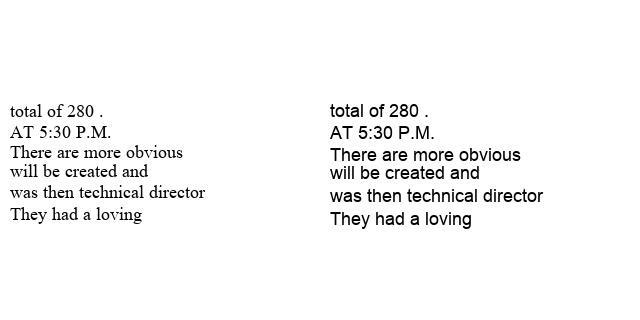 total of 280 .
AT 5:30 P.M.
There are more obvious
will be created and
was then technical director
They had a loving
total of 280 .
AT 5:30 P.M.
There are more obvious
will be created and
was then technical director
They had a loving